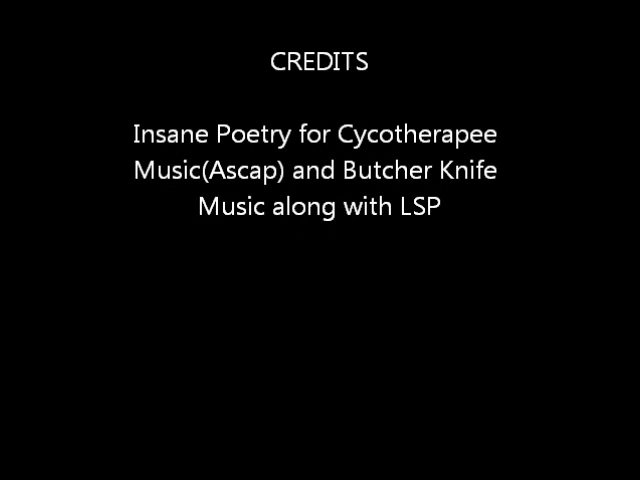 CREDITS
Insane Poetry for Cycotherapee
Music(Ascap) and Butcher Knife
Music along with LSP